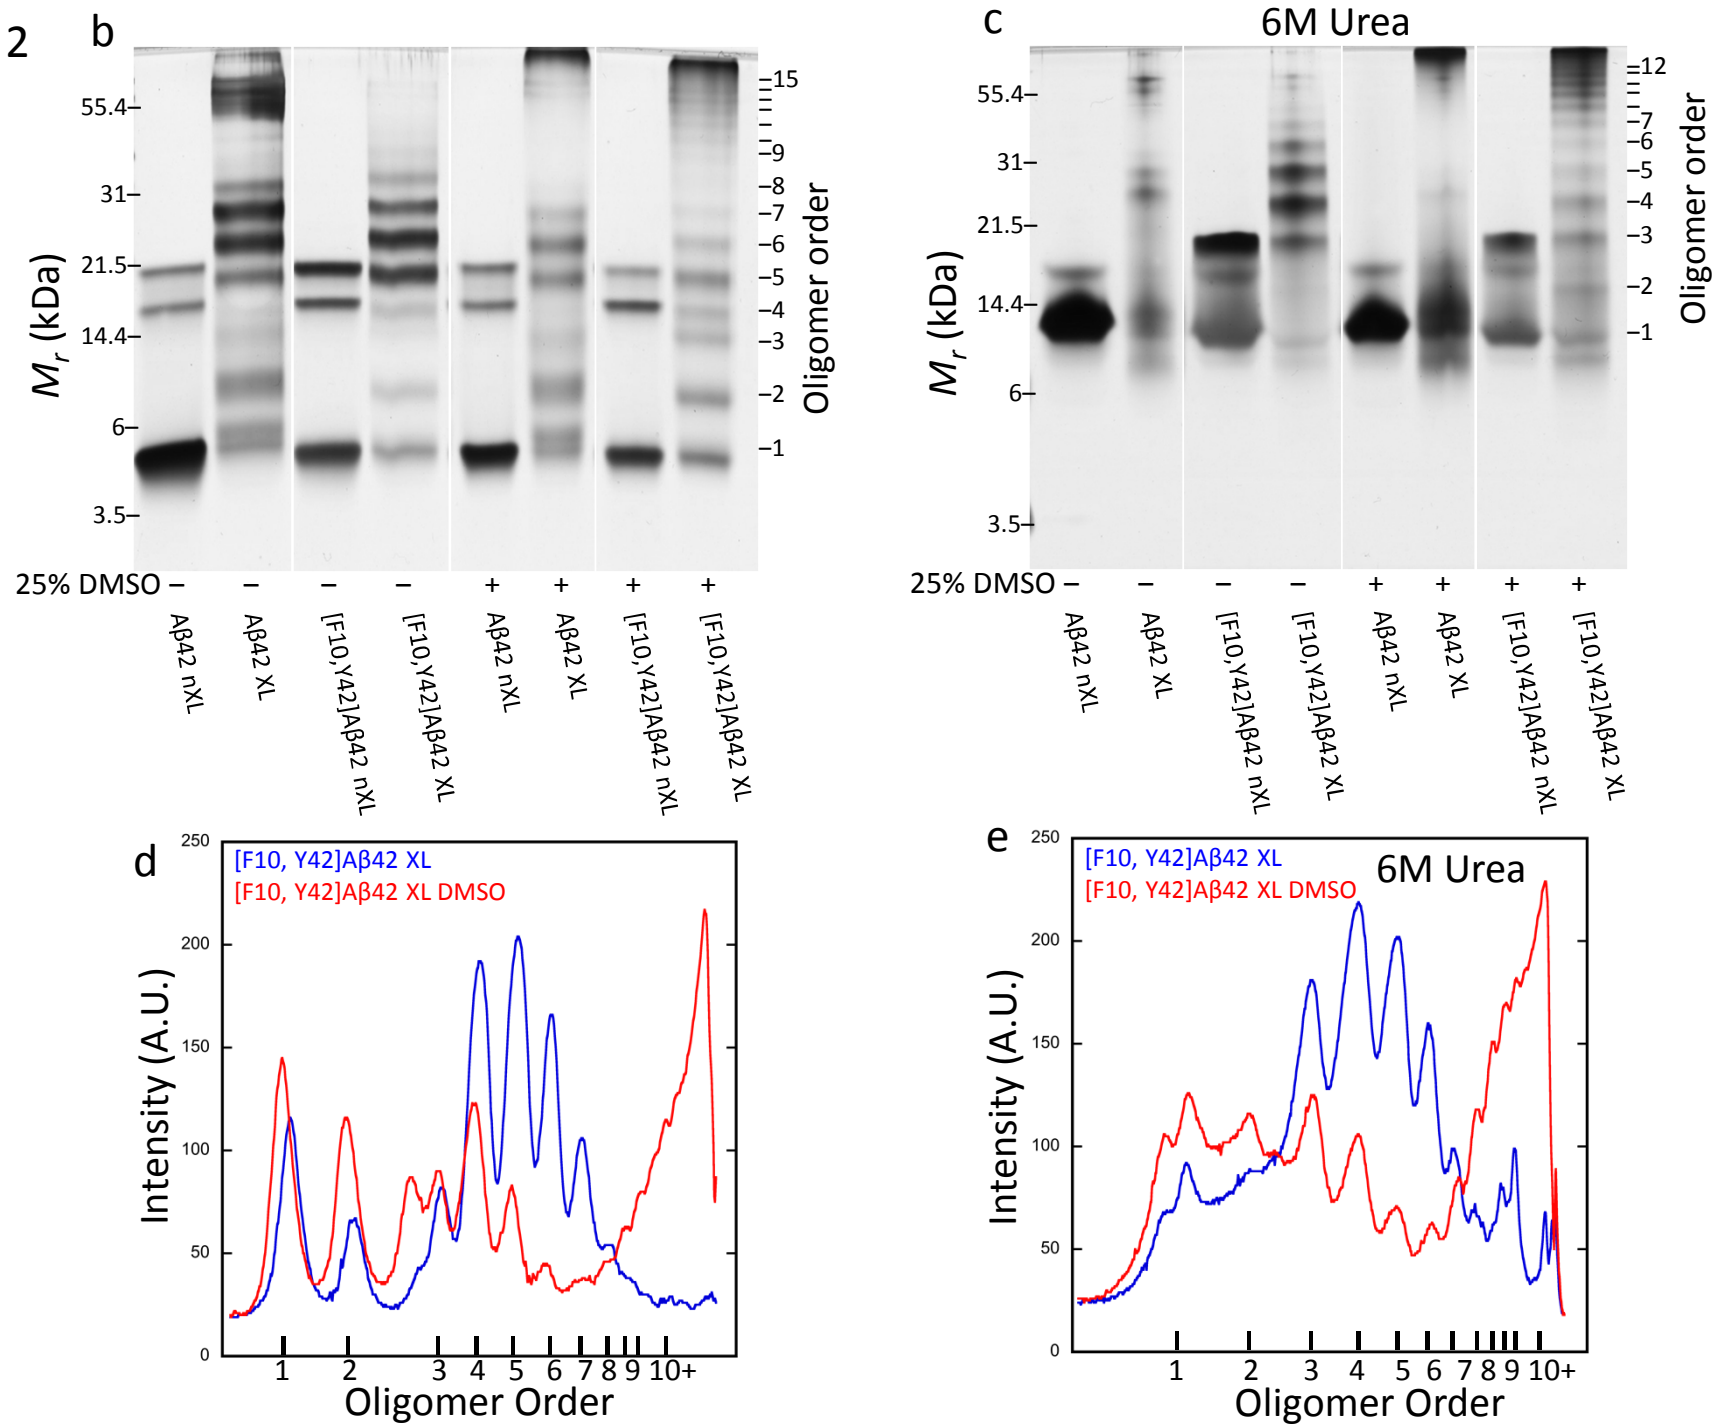 2
b
55.4
31
21.5
14.4
6
3.5
Mr (kDa)
15
9
8
7
6
5
4
3
2
1
Oligomer order
25% DMSO – – – – + + + +
Aβ42 nXL
Aβ42 XL
[F10,Y42]Aβ42 nXL
[F10,Y42]Aβ42 XL
Aβ42 nXL
Aβ42 XL
[F10,Y42]Aβ42 nXL
[F10,Y42]Aβ42 XL
c
6M Urea
55.4
31
21.5
14.4
6
3.5
Mr (kDa)
12
7
6
5
4
3
2
1
Oligomer order
25% DMSO – – – – + + + +
Aβ42 nXL
Aβ42 XL
[F10,Y42]Aβ42 nXL
[F10,Y42]Aβ42 XL
Aβ42 nXL
Aβ42 XL
[F10,Y42]Aβ42 nXL
[F10,Y42]Aβ42 XL
d
[F10, Y42]Aβ42 XL
[F10, Y42]Aβ42 XL DMSO
250
200
150
100
50
0
Intensity (A.U.)
1 2 3 4 5 6 7 8 9 10+
Oligomer Order
e
[F10, Y42]Aβ42 XL
[F10, Y42]Aβ42 XL DMSO
6M Urea
250
200
150
100
50
0
Intensity (A.U.)
1 2 3 4 5 6 7 8 9 10+
Oligomer Order